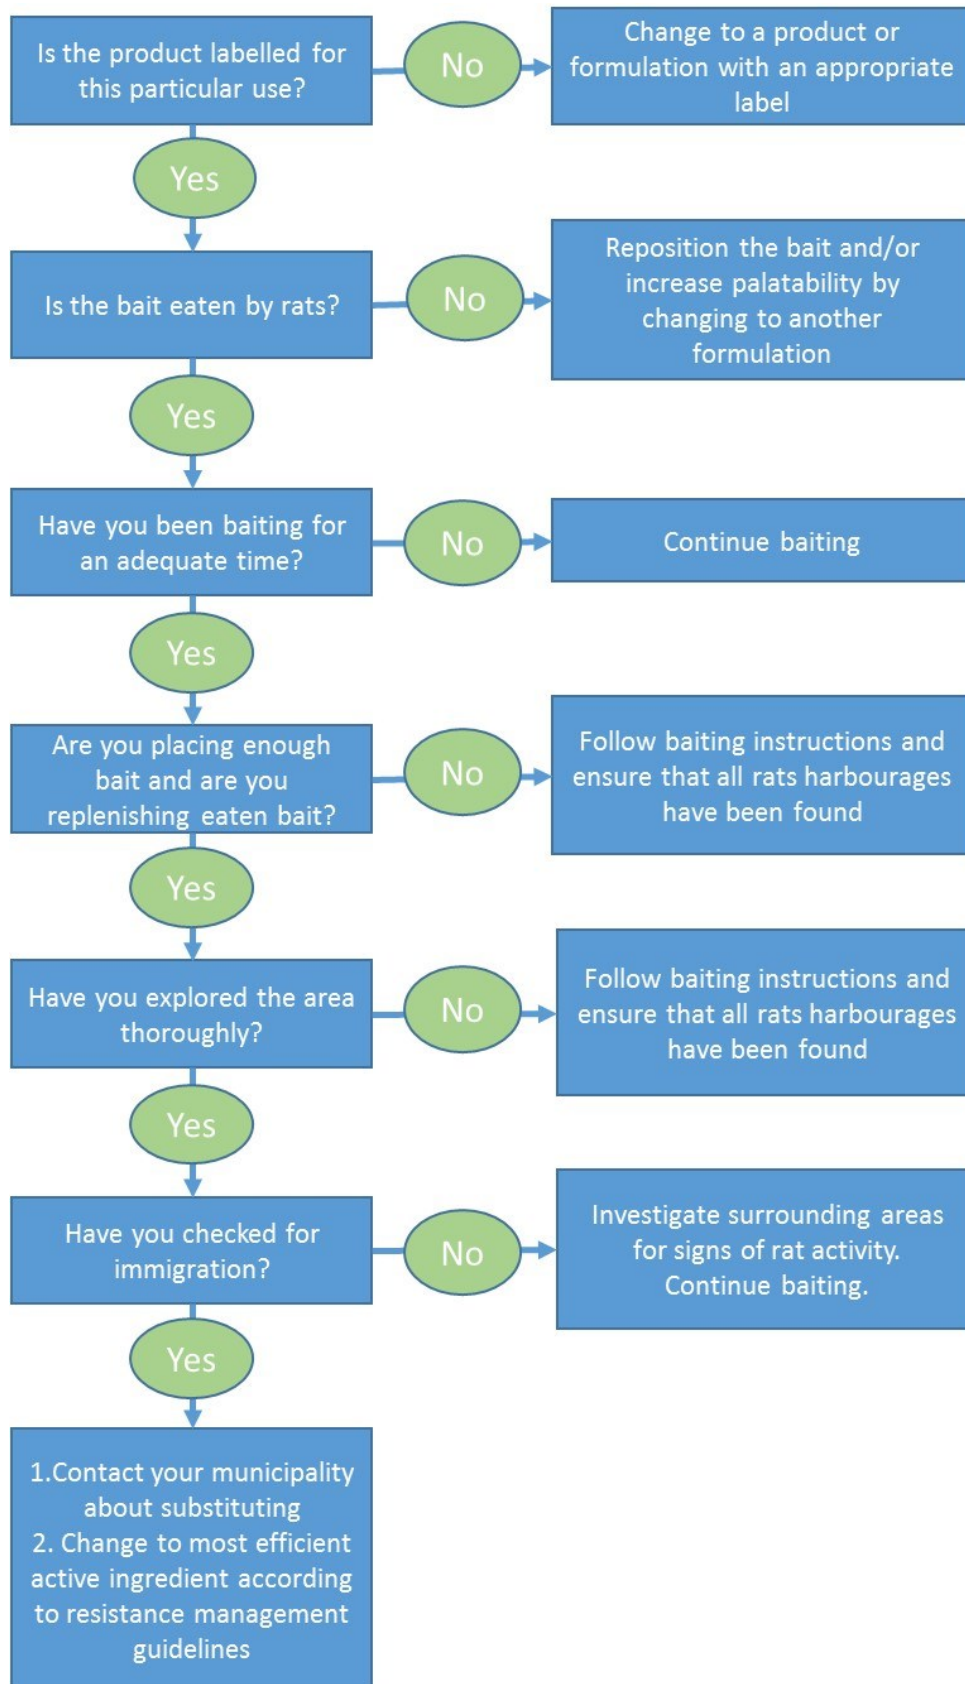 Is the product labelled for
this particular use?
No
Change to a product or
formulation with an appropriate
label
Yes
Is the bait eaten by rats?
No
Reposition the bait and/or
increase palatability by
changing to another
formulation
Yes
Have you been baiting for
an adequate time?
No
Continue baiting
Yes
Are you placing enough
bait and are you
replenishing eaten bait?
No
Follow baiting instructions and
ensure that all rats harbourages
have been found
Yes
Have you explored the area
thoroughly?
No
Follow baiting instructions and
ensure that all rats harbourages
have been found
Yes
Have you checked for
immigration?
No
Investigate surrounding areas
for signs of rat activity.
Continue baiting.
Yes
1.Contact your municipality
about substituting
2. Change to most efficient
active ingredient according
to resistance management
guidelines